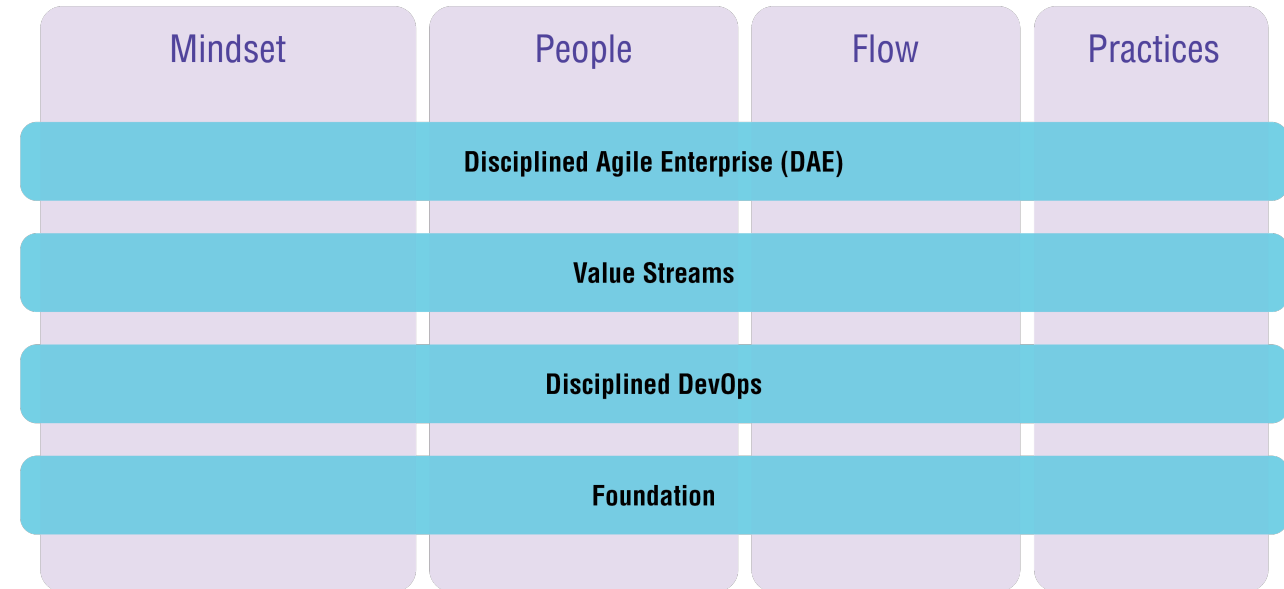 Mindset
People
Flow
Practices
Disciplined Agile Enterprise (DAE)
Value Streams
Disciplined DevOps
Foundation